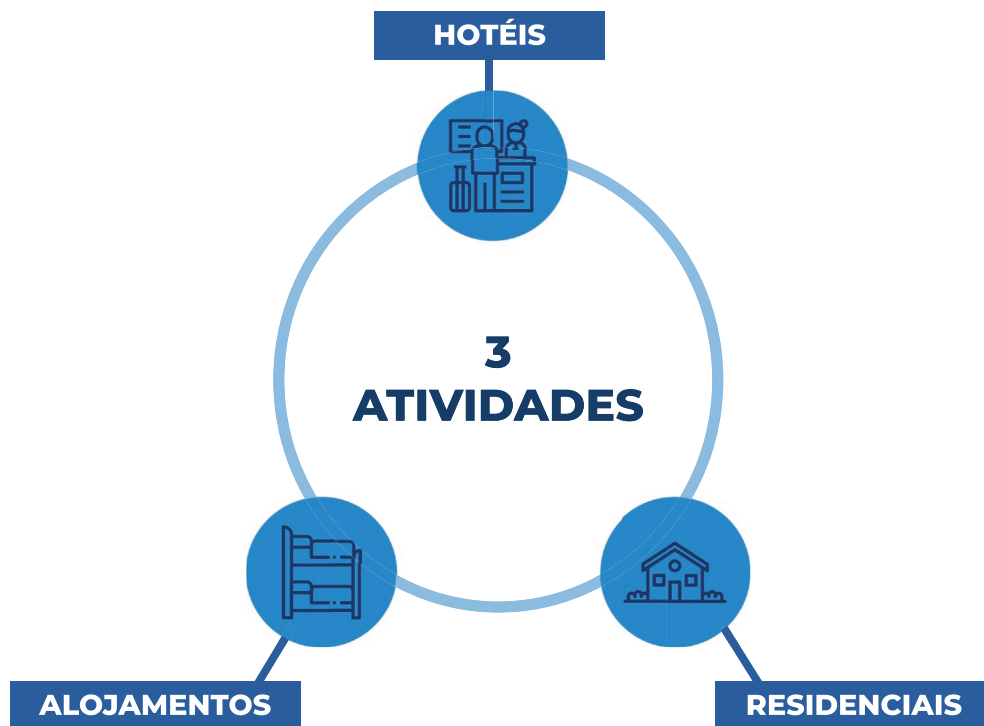 HOTÉIS
3
ATIVIDADES
ALOJAMENTOS
RESIDENCIAIS